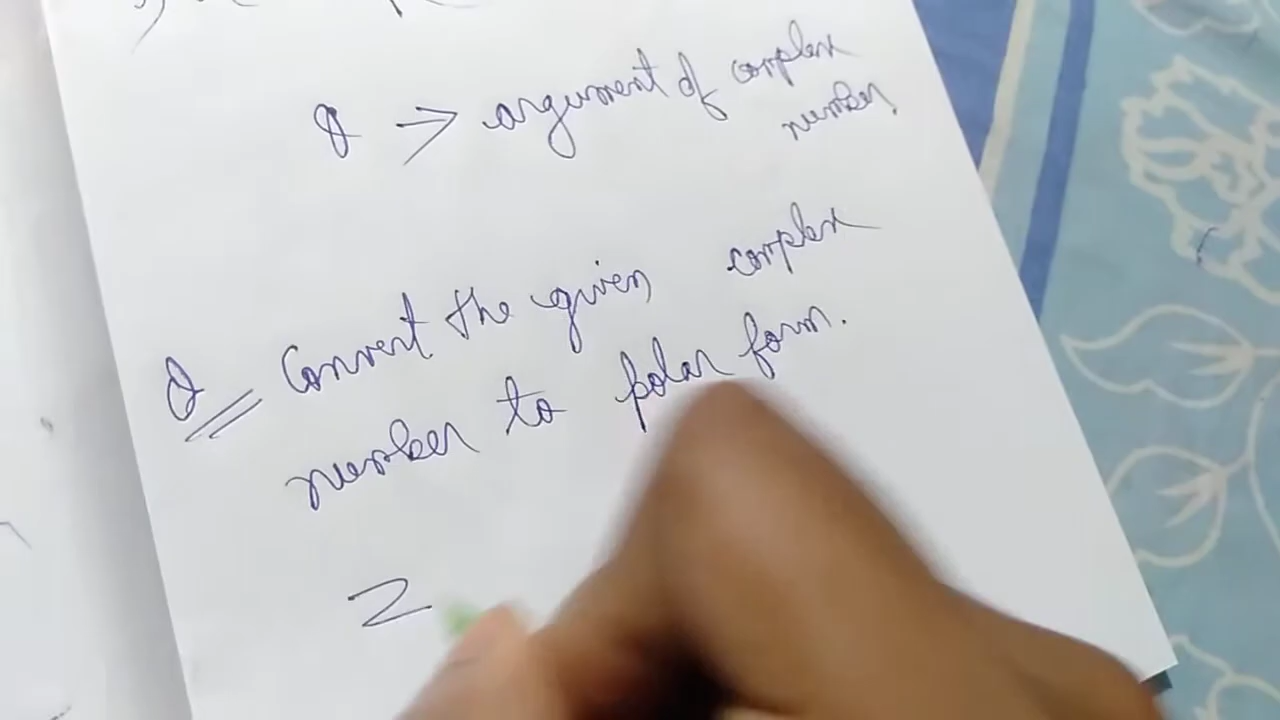 θ → argument of complex
number.
Q Convert the given complex
number to polar form.
Z